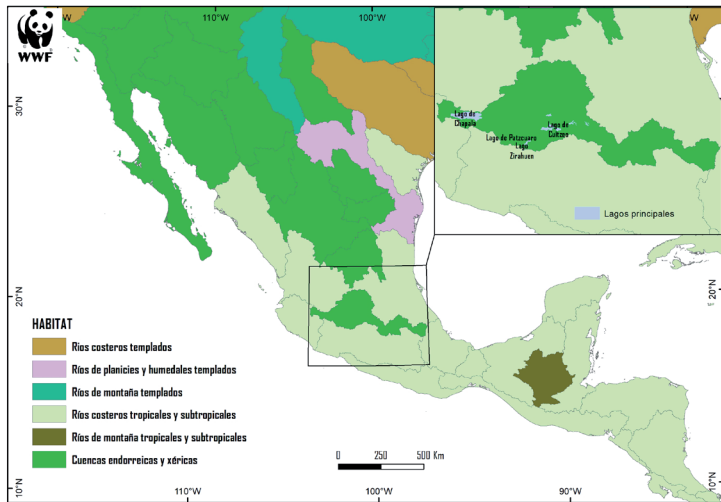 110°W
100°W
W
WWF
30°N
Lago de
Chapala
Lago de
Cuitzeo
Lago de Patzcuaro
Lago
Zirahuen
Lagos principales
20°N
20°N
HABITAT
Ríos costeros templados
Ríos de planicies y humedales templados
Ríos de montaña templados
Ríos costeros tropicales y subtropicales
Ríos de montaña tropicales y subtropicales
Cuencas endorreicas y xéricas
0 250 500 Km
10°N
10°N
110°W
100°W
90°W